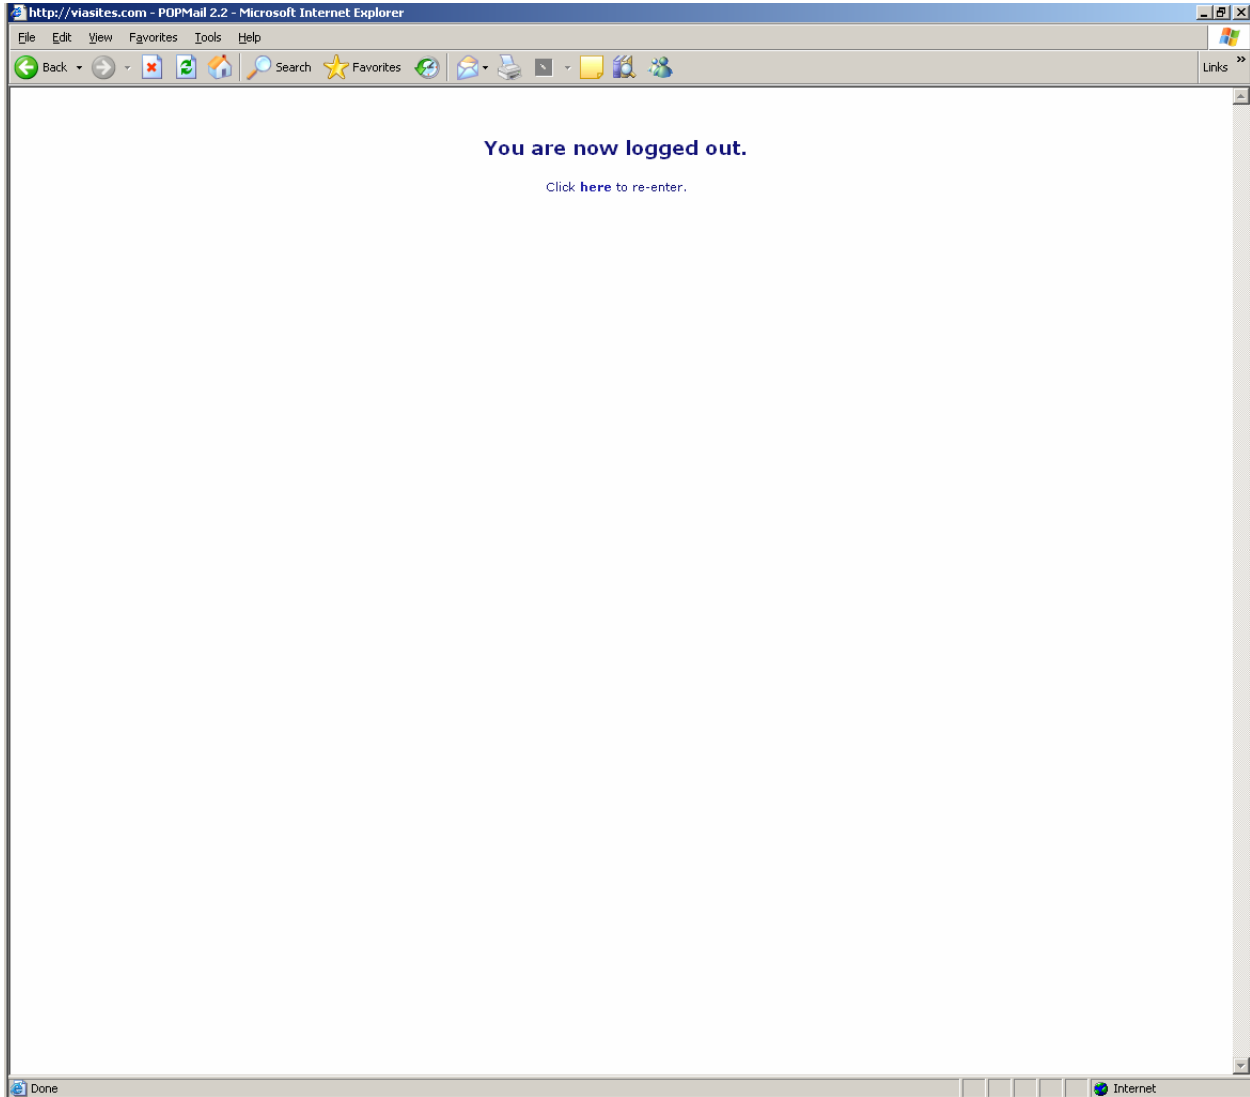 http://viasites.com - POPMail 2.2 - Microsoft Internet Explorer
File Edit View Favorites Tools Help
Back Search Favorites Links »
You are now logged out.
Click here to re-enter.
Done Internet